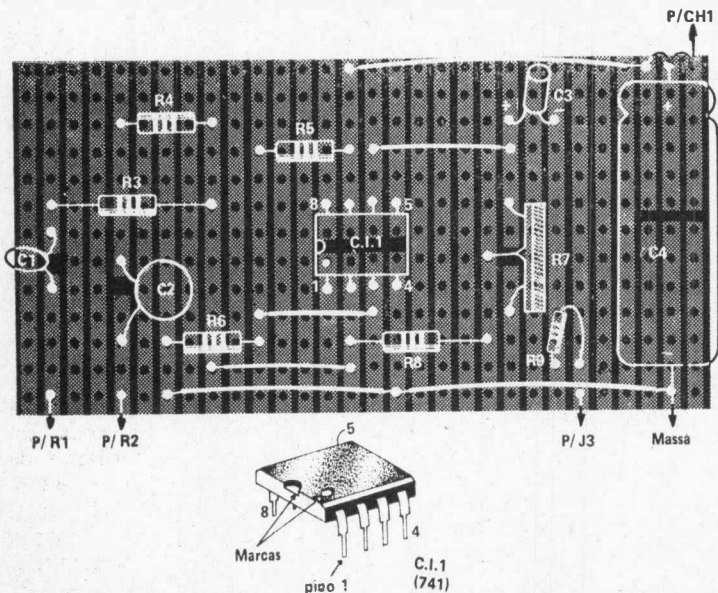 P/CH1
R4
+
C3
+
R5
R3
8
5
C.I.1
C1
1
4
C2
R7
C4
R6
R8
R9
–
P/ R1
P/ R2
P/ J3
Massa
5
8
4
Marcas
pino 1
C.I.1
(741)